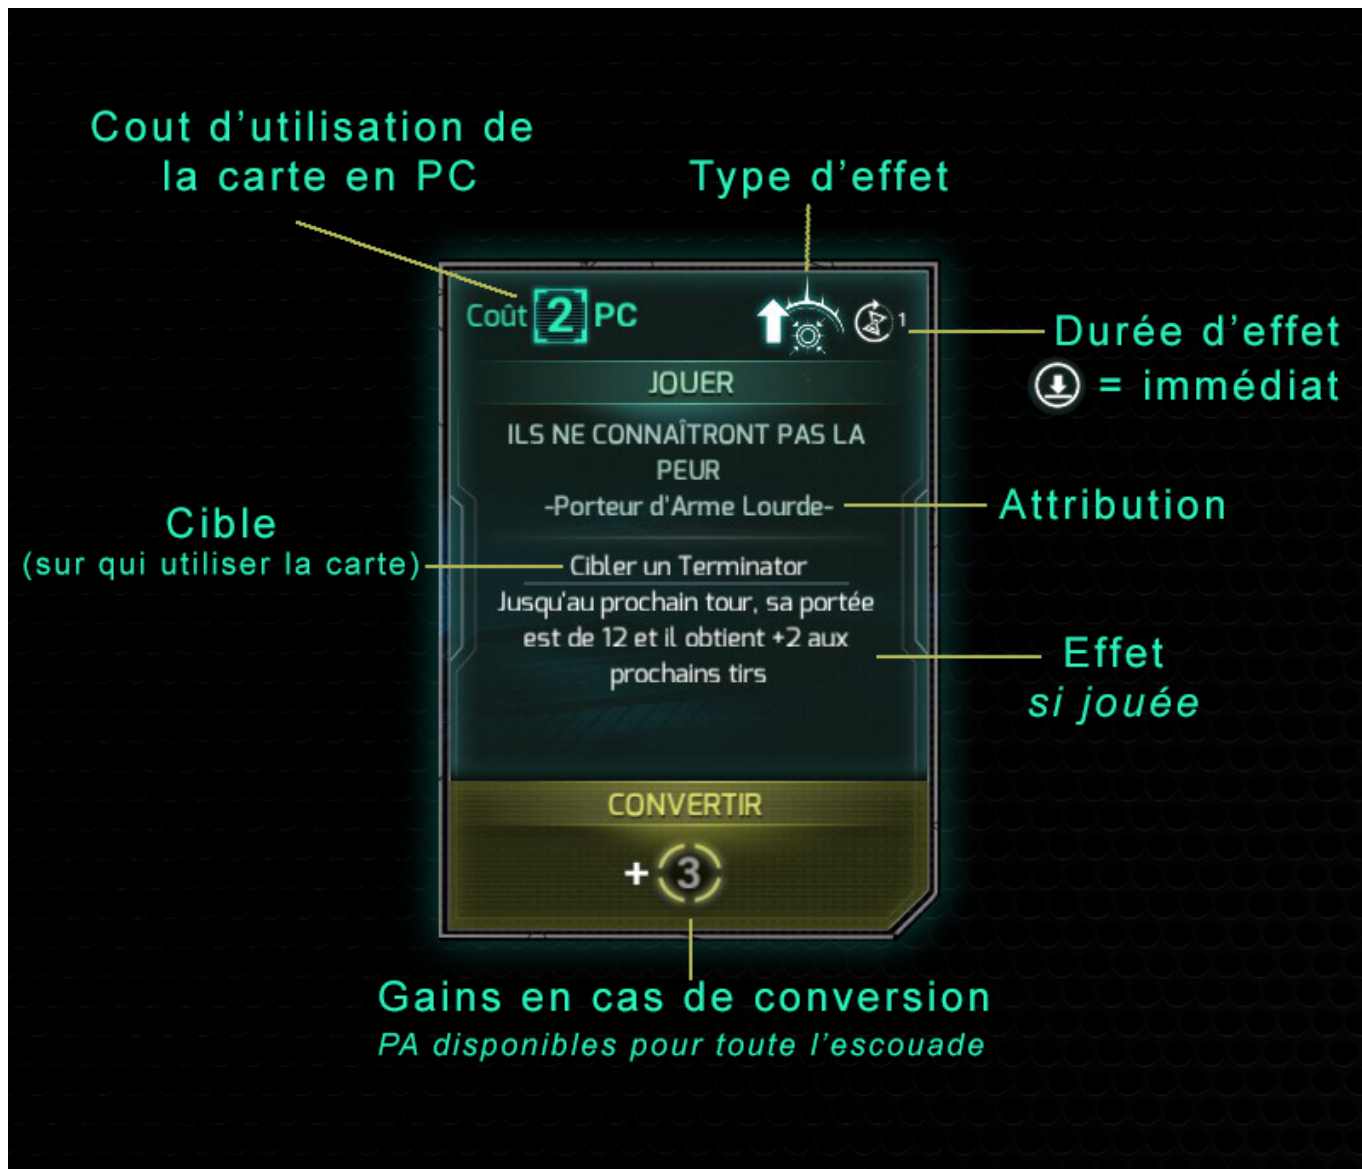 Cout d'utilisation de
la carte en PC
Type d'effet
Coût 2 PC
1
Durée d'effet
= immédiat
JOUER
ILS NE CONNAÎTRONT PAS LA
PEUR
-Porteur d'Arme Lourde-
Attribution
Cible
(sur qui utiliser la carte)
Cibler un Terminator
Jusqu'au prochain tour, sa portée
est de 12 et il obtient +2 aux
prochains tirs
Effet
si jouée
CONVERTIR
+ 3
Gains en cas de conversion
PA disponibles pour toute l'escouade